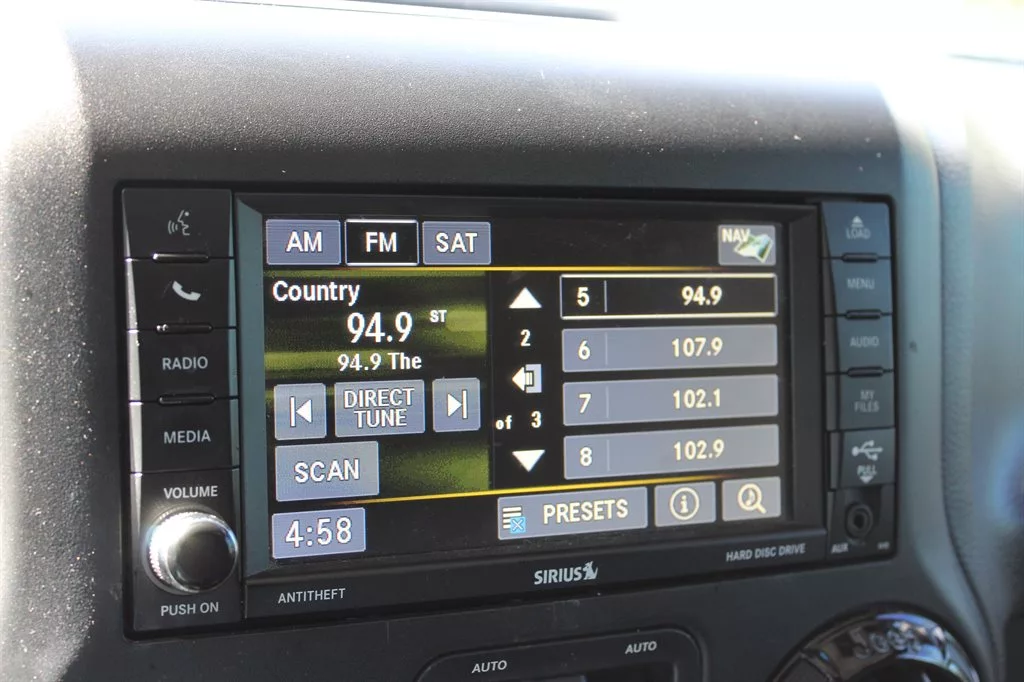 AM FM SAT NAV
Country
94.9 ST
94.9 The
DIRECT
TUNE
SCAN
4:58
2
of 3
5 94.9
6 107.9
7 102.1
8 102.9
PRESETS
i
RADIO
MEDIA
VOLUME
PUSH ON
ANTITHEFT
SIRIUS
HARD DISC DRIVE
LOAD
MENU
AUDIO
MY
FILES
PULL
AUX
AUTO
AUTO